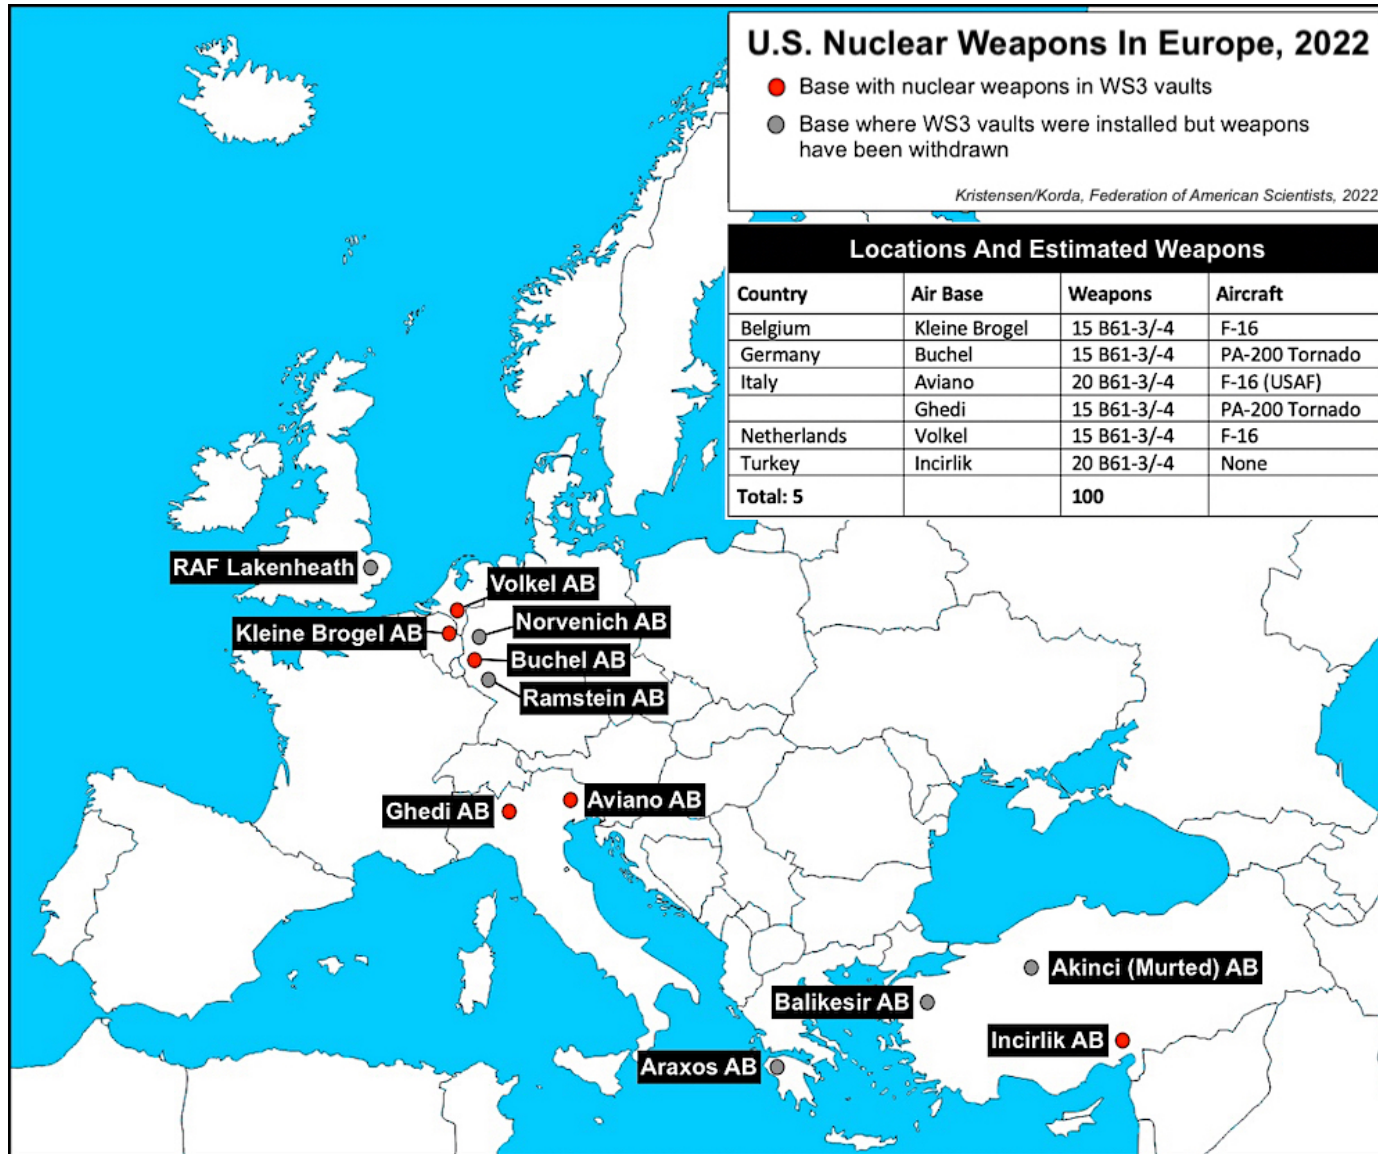 U.S. Nuclear Weapons In Europe, 2022
Base with nuclear weapons in WS3 vaults
Base where WS3 vaults were installed but weapons
have been withdrawn
Kristensen/Korda, Federation of American Scientists, 2022
Locations And Estimated Weapons
Country Air Base Weapons Aircraft
Belgium Kleine Brogel 15 B61-3/-4 F-16
Germany Buchel 15 B61-3/-4 PA-200 Tornado
Italy Aviano 20 B61-3/-4 F-16 (USAF)
Ghedi 15 B61-3/-4 PA-200 Tornado
Netherlands Volkel 15 B61-3/-4 F-16
Turkey Incirlik 20 B61-3/-4 None
Total: 5 100
RAF Lakenheath
Volkel AB
Norvenich AB
Kleine Brogel AB
Buchel AB
Ramstein AB
Aviano AB
Ghedi AB
Akinci (Murted) AB
Balikesir AB
Incirlik AB
Araxos AB